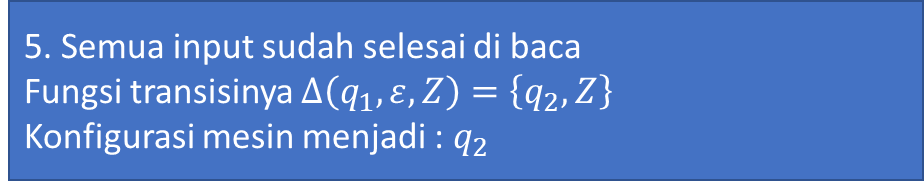 5. Semua input sudah selesai di baca
Fungsi transisinya Δ(q₁, ε, Z) = {q₂, Z}
Konfigurasi mesin menjadi : q₂